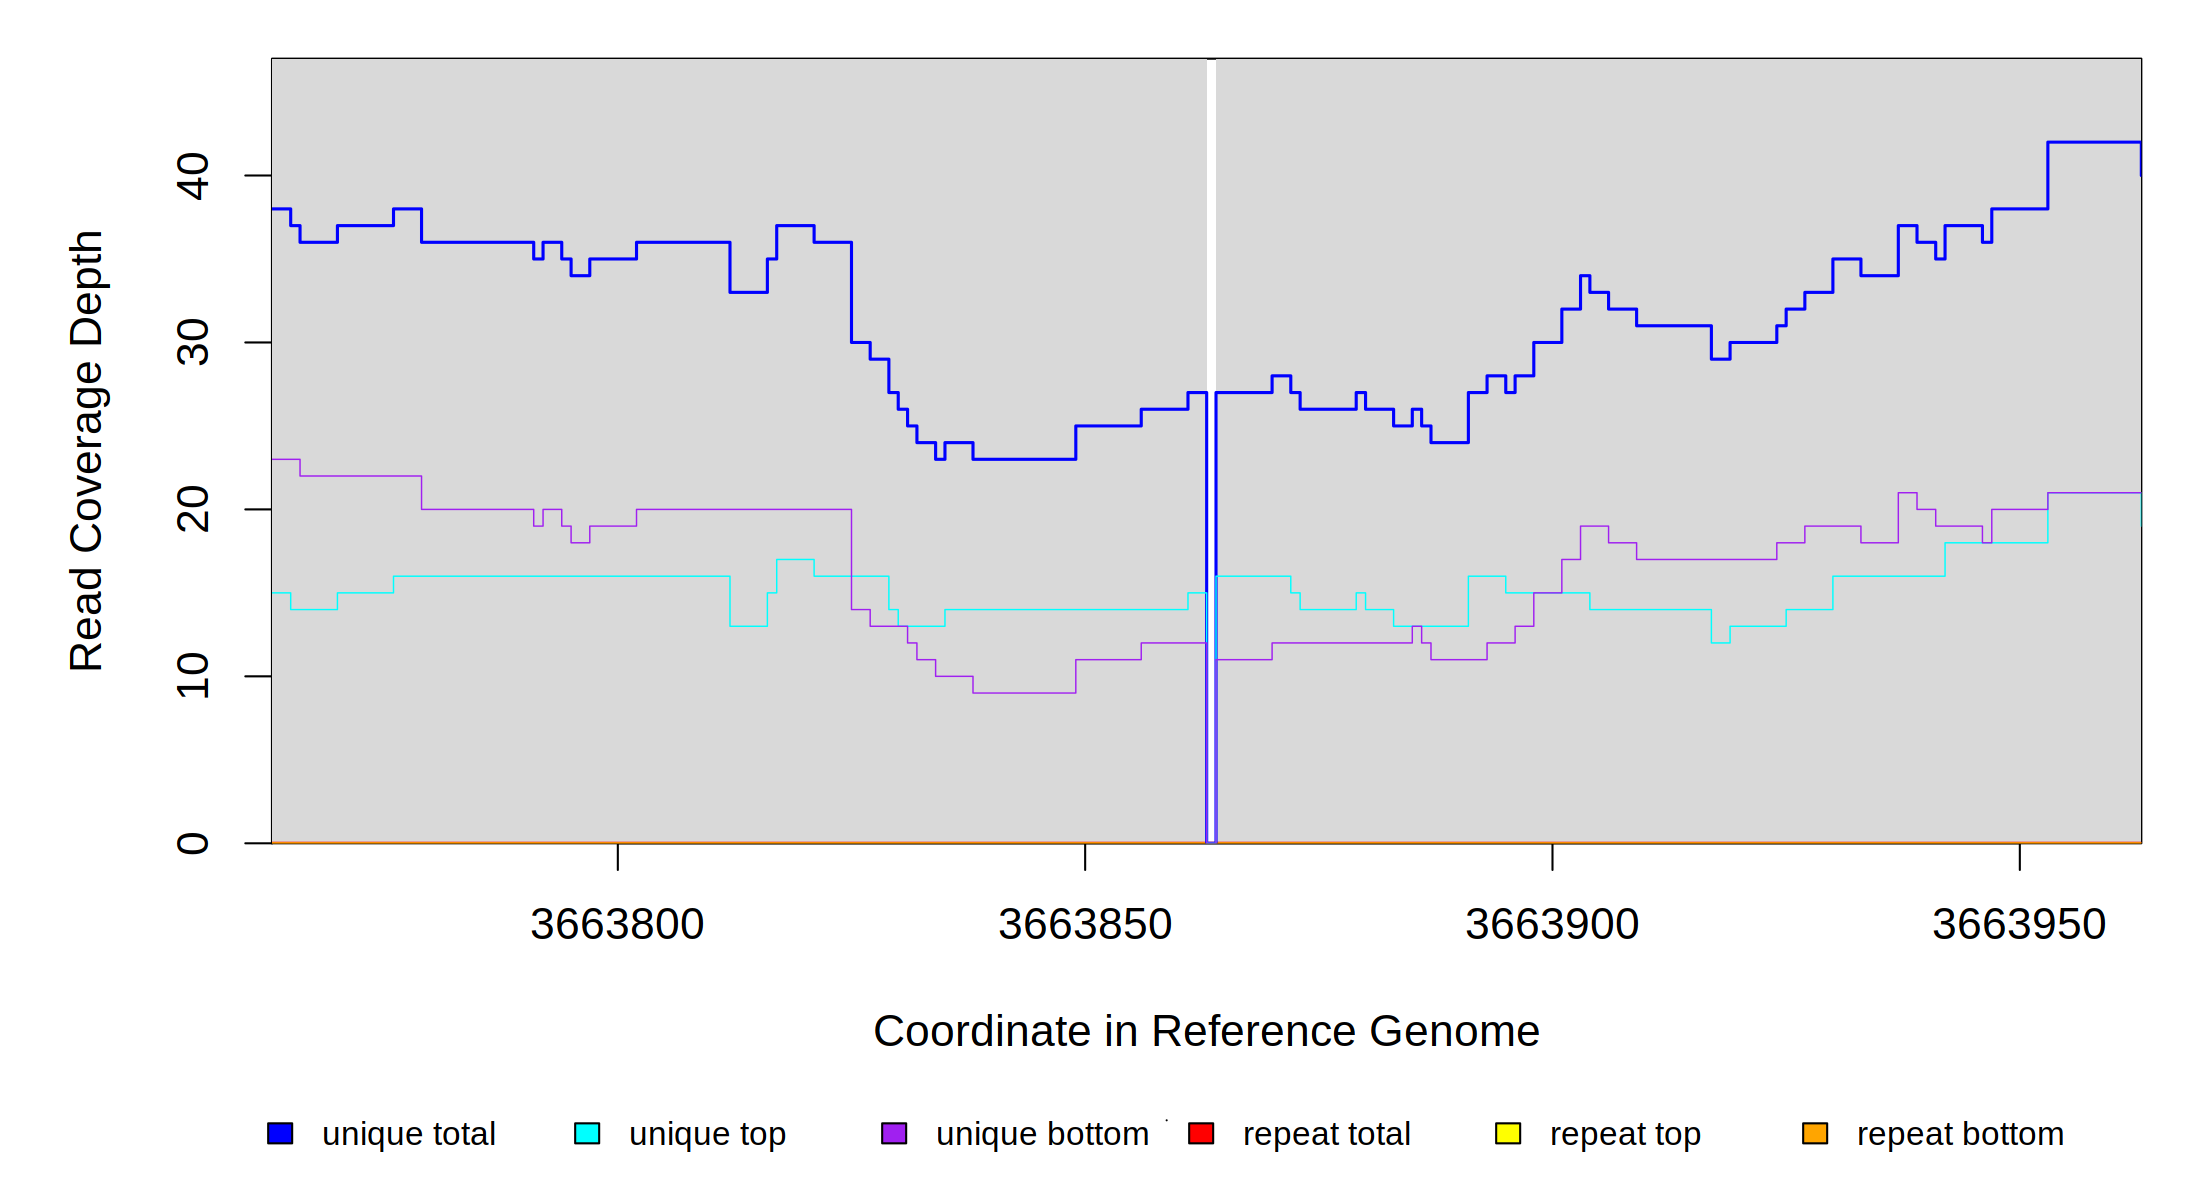 Read Coverage Depth
40
30
20
10
0
3663800 3663850 3663900 3663950
Coordinate in Reference Genome
unique total unique top unique bottom repeat total repeat top repeat bottom